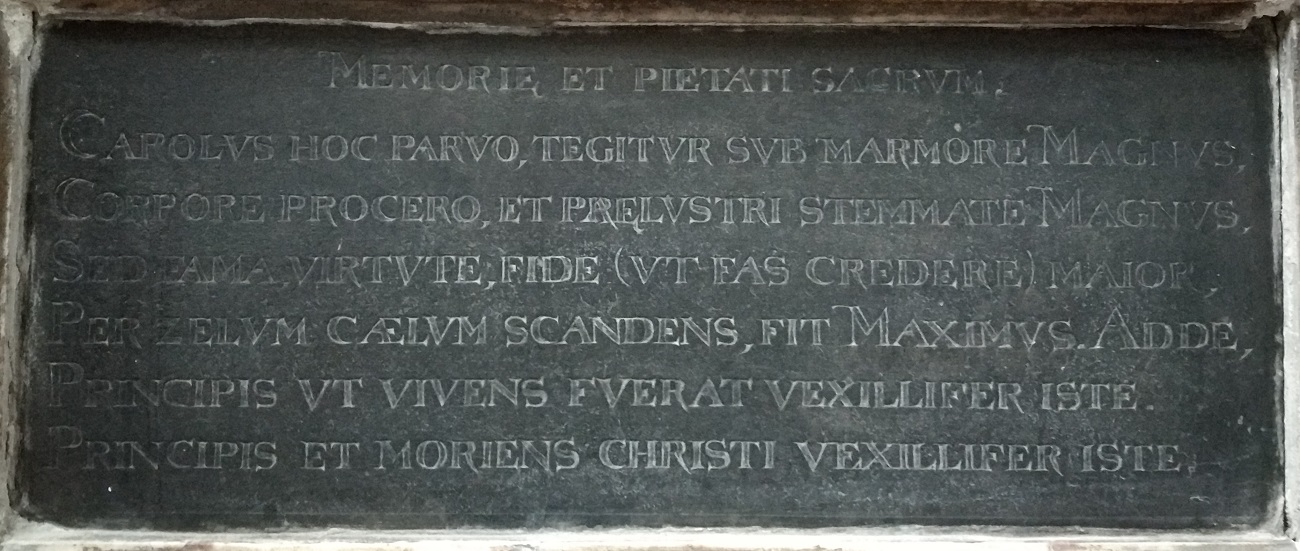 MEMORIÆ ET PIETATI SACRVM.
CAROLVS HOC PARVO, TEGITVR SVB MARMORE MAGNVS,
CORPORE PROCERO, ET PRÆLVSTRI STEMMATE MAGNVS,
SED FAMA, VIRTVTE, FIDE (VT FAS CREDERE) MAIOR,
PER ZELVM CÆLVM SCANDENS, FIT MAXIMVS. ADDE,
PRINCIPIS VT VIVENS FVERAT VEXILLIFER ISTE.
PRINCIPIS ET MORIENS CHRISTI VEXILLIFER ISTE.